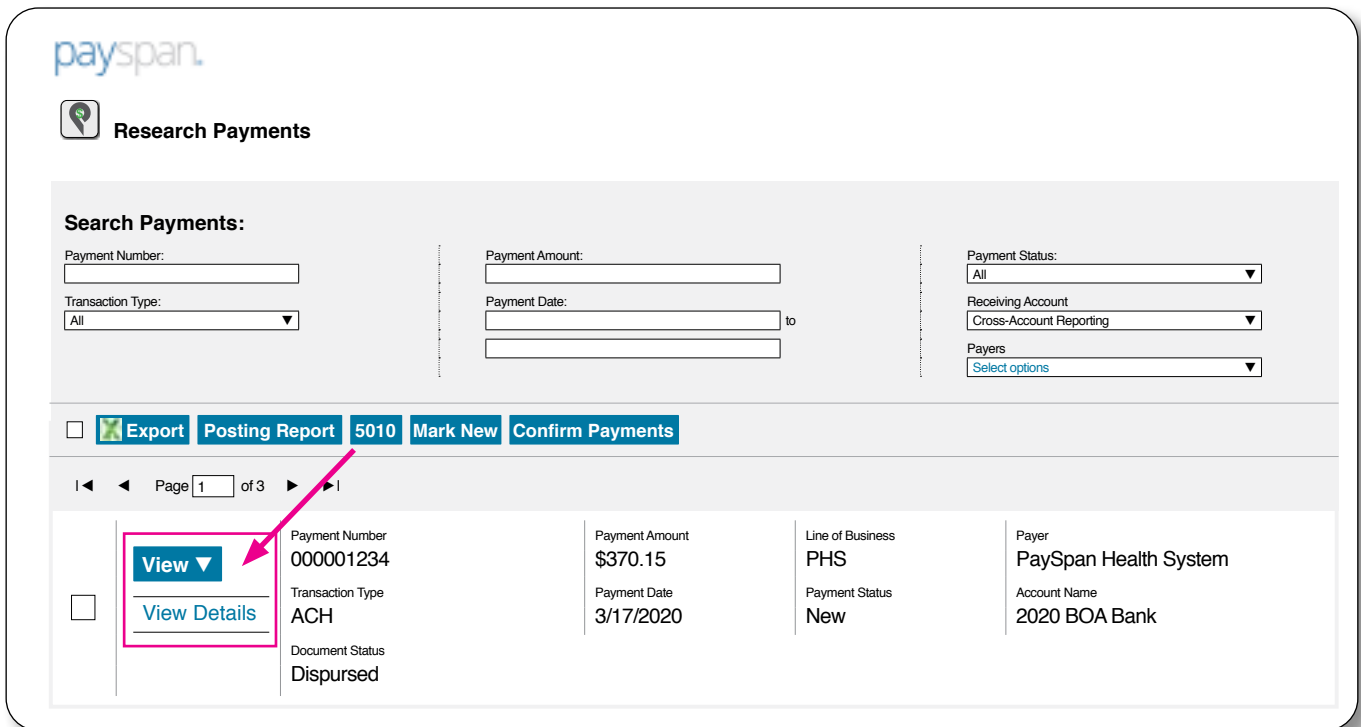 payspan.
Research Payments
Search Payments:
Payment Number:
Payment Amount:
Payment Status:
All
Transaction Type:
All
Payment Date:
to
Receiving Account
Cross-Account Reporting
Payers
Select options
Export Posting Report 5010 Mark New Confirm Payments
Page 1 of 3
View
View Details
Payment Number
000001234
Payment Amount
$370.15
Line of Business
PHS
Payer
PaySpan Health System
Transaction Type
ACH
Payment Date
3/17/2020
Payment Status
New
Account Name
2020 BOA Bank
Document Status
Dispursed